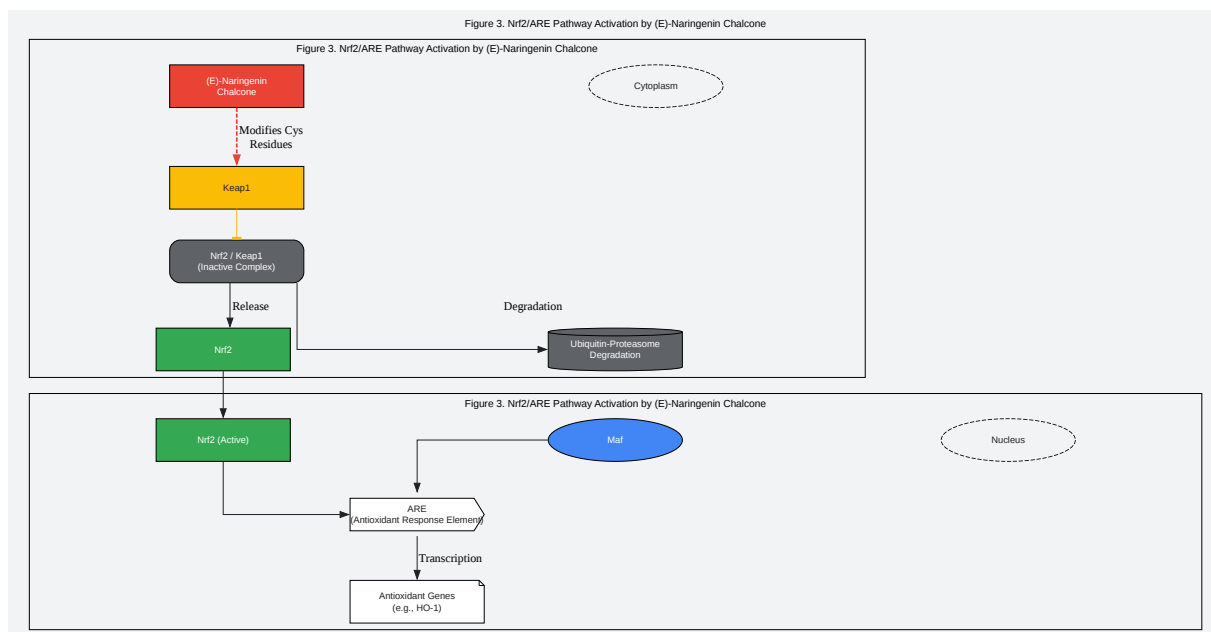 Figure 3. Nrf2/ARE Pathway Activation by (E)-Naringenin Chalcone
Figure 3. Nrf2/ARE Pathway Activation by (E)-Naringenin Chalcone
(E)-Naringenin
Chalcone
Cytoplasm
Modifies Cys
Residues
Keap1
Nrf2 / Keap1
(Inactive Complex)
Release
Degradation
Nrf2
Ubiquitin-Proteasome
Degradation
Figure 3. Nrf2/ARE Pathway Activation by (E)-Naringenin Chalcone
Nrf2 (Active)
Maf
Nucleus
ARE
(Antioxidant Response Element)
Transcription
Antioxidant Genes
(e.g., HO-1)